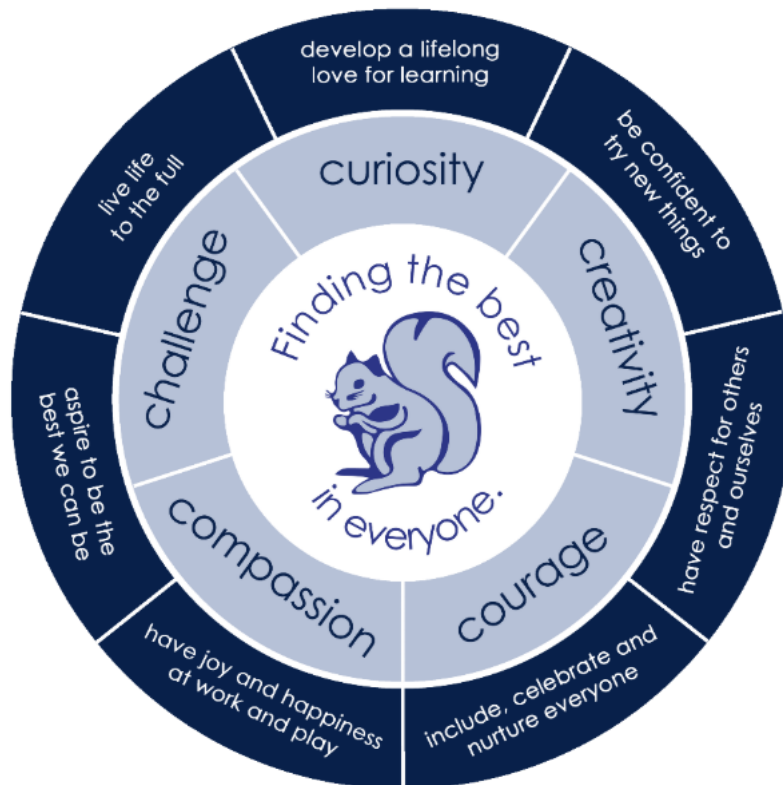 develop a lifelong
love for learning
be confident to
try new things
have respect for others
and ourselves
include, celebrate and
nurture everyone
have joy and happiness
at work and play
aspire to be the
best we can be
live life
to the full
curiosity
creativity
courage
compassion
challenge
Finding the best
in everyone.